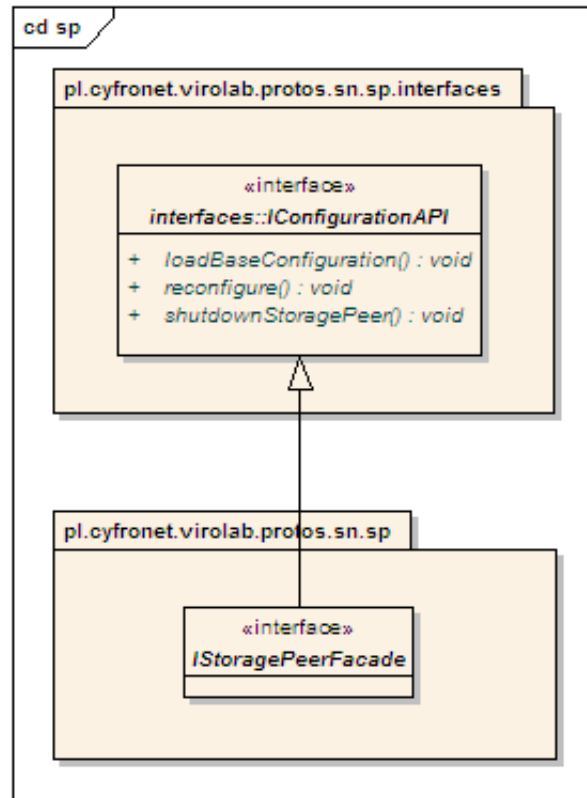 cd sp
pl.cyfronet.virolab.protos.sn.sp.interfaces
«interface»
interfaces::IConfigurationAPI
+ loadBaseConfiguration() : void
+ reconfigure() : void
+ shutdownStoragePeer() : void
pl.cyfronet.virolab.protos.sn.sp
«interface»
IStoragePeerFacade